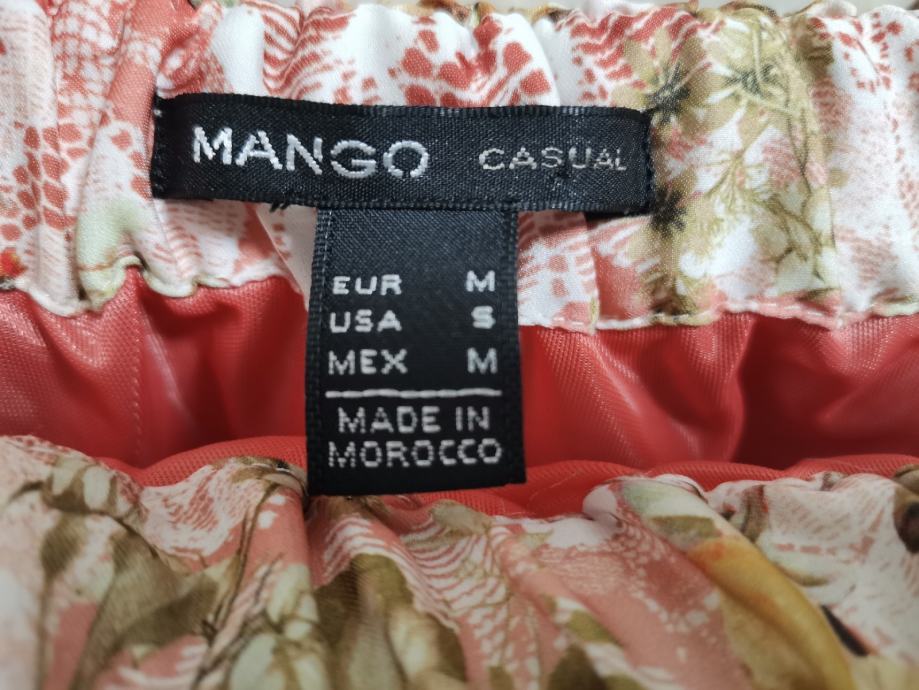 MANGO CASUAL
EUR M
USA S
MEX M
MADE IN
MOROCCO